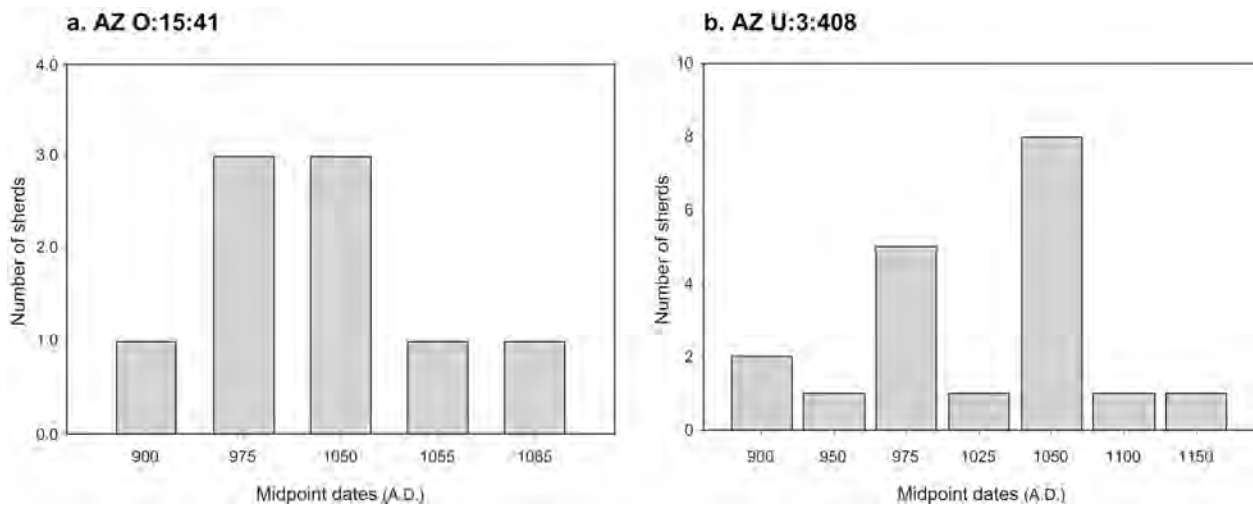 a. AZ O:15:41
4.0
3.0
2.0
1.0
0.0
Number of sherds
900 975 1050 1055 1085
Midpoint dates (A.D.)
b. AZ U:3:408
10
8
6
4
2
0
Number of sherds
900 950 975 1025 1050 1100 1150
Midpoint dates (A.D.)